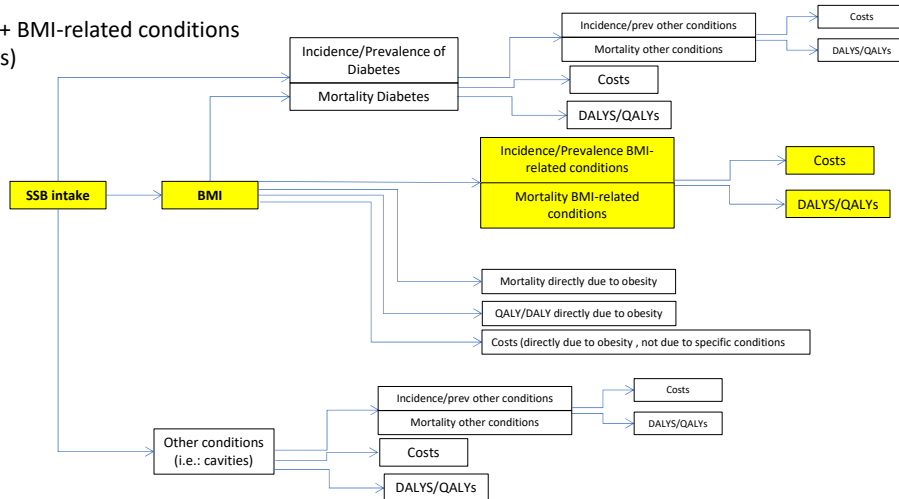 + BMI-related conditions
s)
Incidence/Prevalence of
Diabetes
Mortality Diabetes
Incidence/prev other conditions
Mortality other conditions
Costs
DALYS/QALYs
Costs
DALYS/QALYs
SSB intake
BMI
Incidence/Prevalence BMI-
related conditions
Mortality BMI-related
conditions
Costs
DALYS/QALYs
Mortality directly due to obesity
QALY/DALY directly due to obesity
Costs (directly due to obesity , not due to specific conditions
Other conditions
(i.e.: cavities)
Incidence/prev other conditions
Mortality other conditions
Costs
DALYS/QALYs
Costs
DALYS/QALYs